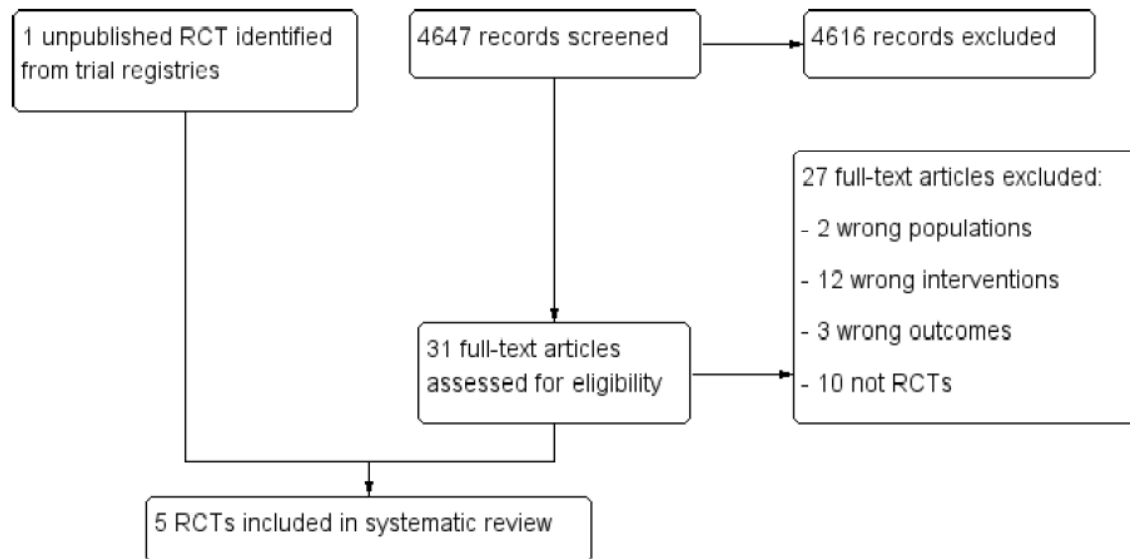 1 unpublished RCT identified
from trial registries
4647 records screened
4616 records excluded
27 full-text articles excluded:
- 2 wrong populations
- 12 wrong interventions
- 3 wrong outcomes
- 10 not RCTs
31 full-text articles
assessed for eligibility
5 RCTs included in systematic review